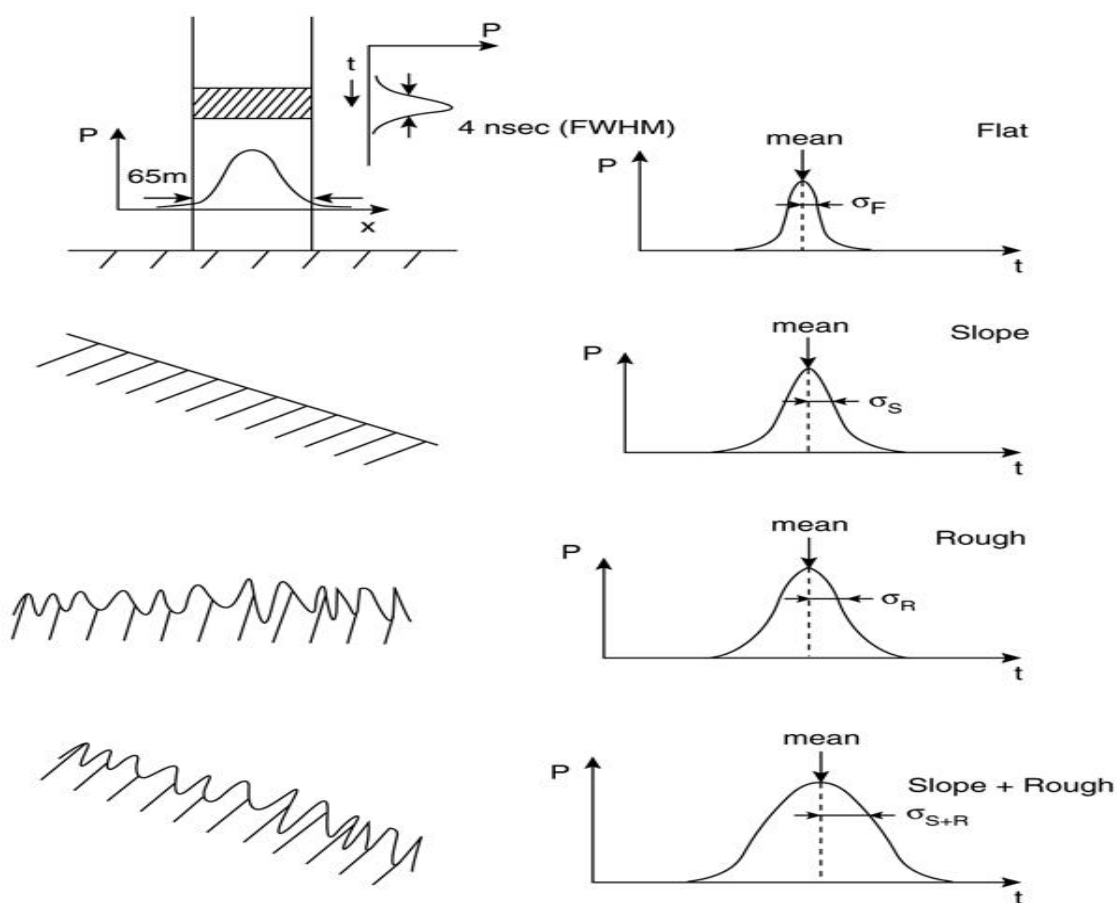 P
t
4 nsec (FWHM)
P
65m
x
mean
Flat
P
σF
t
mean
Slope
P
σS
t
mean
Rough
P
σR
t
mean
P
Slope + Rough
σS+R
t